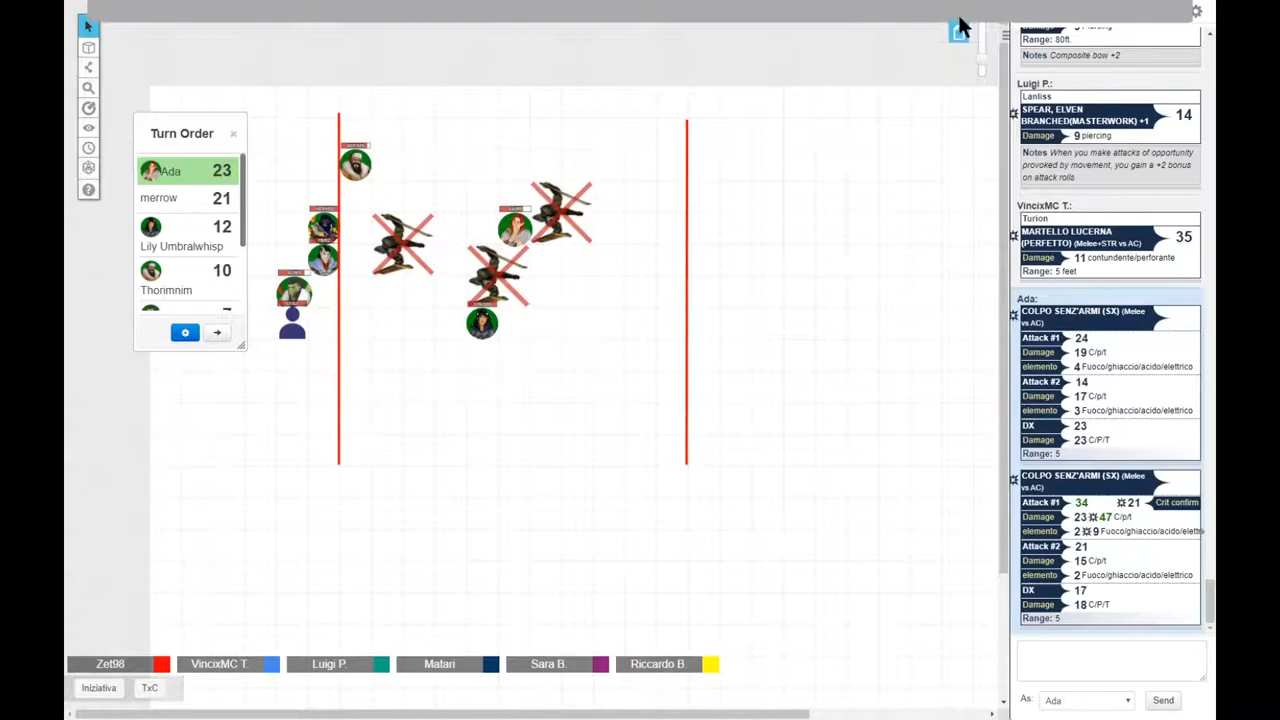 Turn Order ×
Ada 23
merrow 21
12
Lily Umbralwhisp
10
Thorimnim
Range: 80ft.
Notes Composite bow +2
Luigi P.:
Lanliss
SPEAR, ELVEN
BRANCHED(MASTERWORK) +1
14
Damage 9 piercing
Notes When you make attacks of opportunity
provoked by movement, you gain a +2 bonus
on attack rolls
VincixMC T.:
Turion
MARTELLO LUCERNA
(PERFETTO) (Melee+STR vs AC)
35
Damage 11 contundente/perforante
Range: 5 feet
Ada:
COLPO SENZ'ARMI (SX) (Melee
vs AC)
Attack #1 24
Damage 19 C/p/t
elemento 4 Fuoco/ghiaccio/acido/elettrico
Attack #2 14
Damage 17 C/p/t
elemento 3 Fuoco/ghiaccio/acido/elettrico
DX 23
Damage 23 C/P/T
Range: 5
COLPO SENZ'ARMI (SX) (Melee
vs AC)
Attack #1 34 21 Crit confirm
Damage 23 47 C/p/t
elemento 2 9 Fuoco/ghiaccio/acido/elettri
Attack #2 21
Damage 15 C/p/t
elemento 2 Fuoco/ghiaccio/acido/elettrico
DX 17
Damage 18 C/P/T
Range: 5
Zet98
VincixMC T.
Luigi P.
Matari
Sara B.
Riccardo B.
Iniziativa
TxC
As: Ada Send